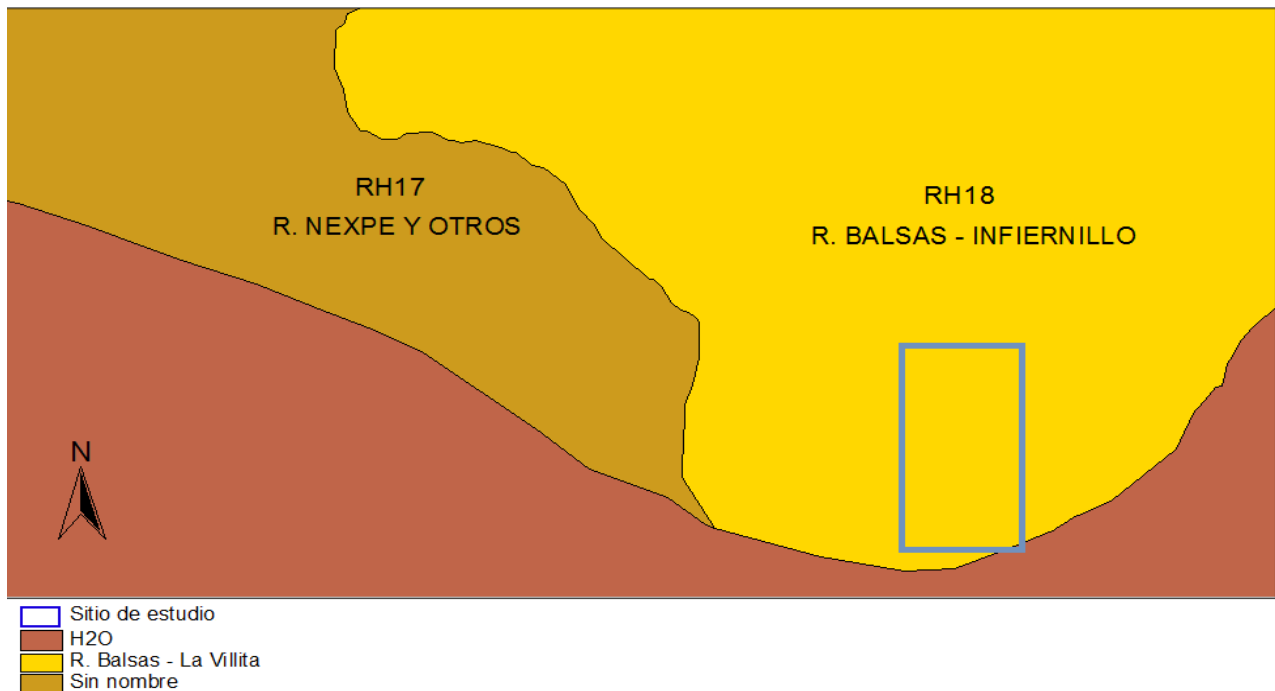 RH17
R. NEXPE Y OTROS
RH18
R. BALSAS - INFIERNILLO
N
Sitio de estudio
H2O
R. Balsas - La Villita
Sin nombre